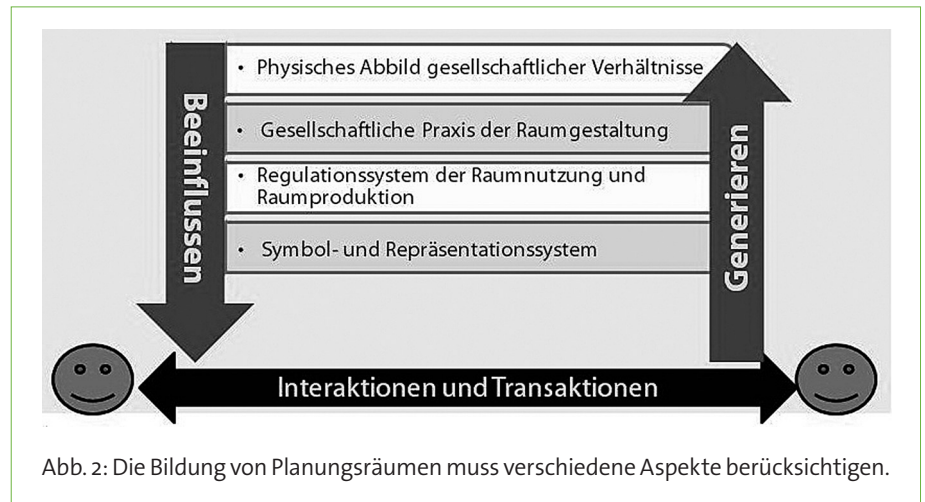 Beeinflussen
• Physisches Abbild gesellschaftlicher Verhältnisse
• Gesellschaftliche Praxis der Raumgestaltung
• Regulationssystem der Raumnutzung und
Raumproduktion
• Symbol- und Repräsentationssystem
Generieren
Interaktionen und Transaktionen
Abb. 2: Die Bildung von Planungsräumen muss verschiedene Aspekte berücksichtigen.